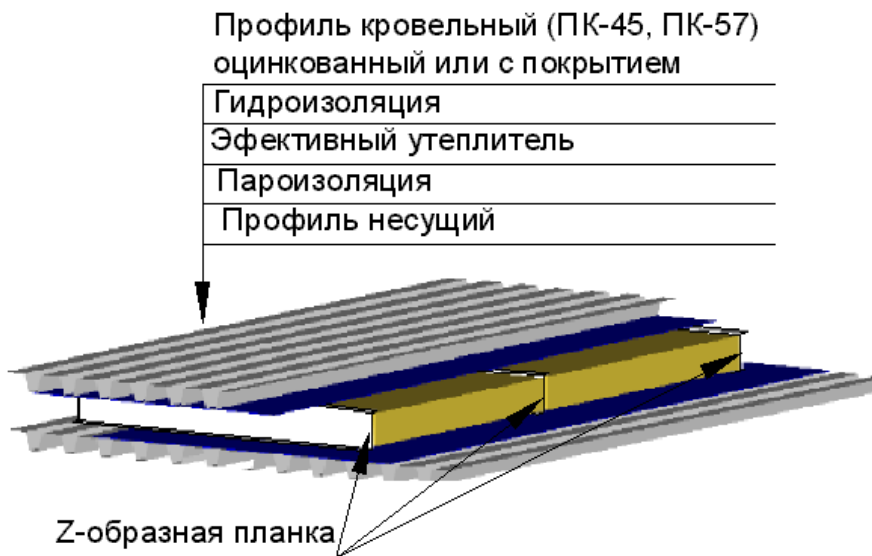 Профиль кровельный (ПК-45, ПК-57)
оцинкованный или с покрытием
Гидроизоляция
Эфективный утеплитель
Пароизоляция
Профиль несущий
Z-образная планка